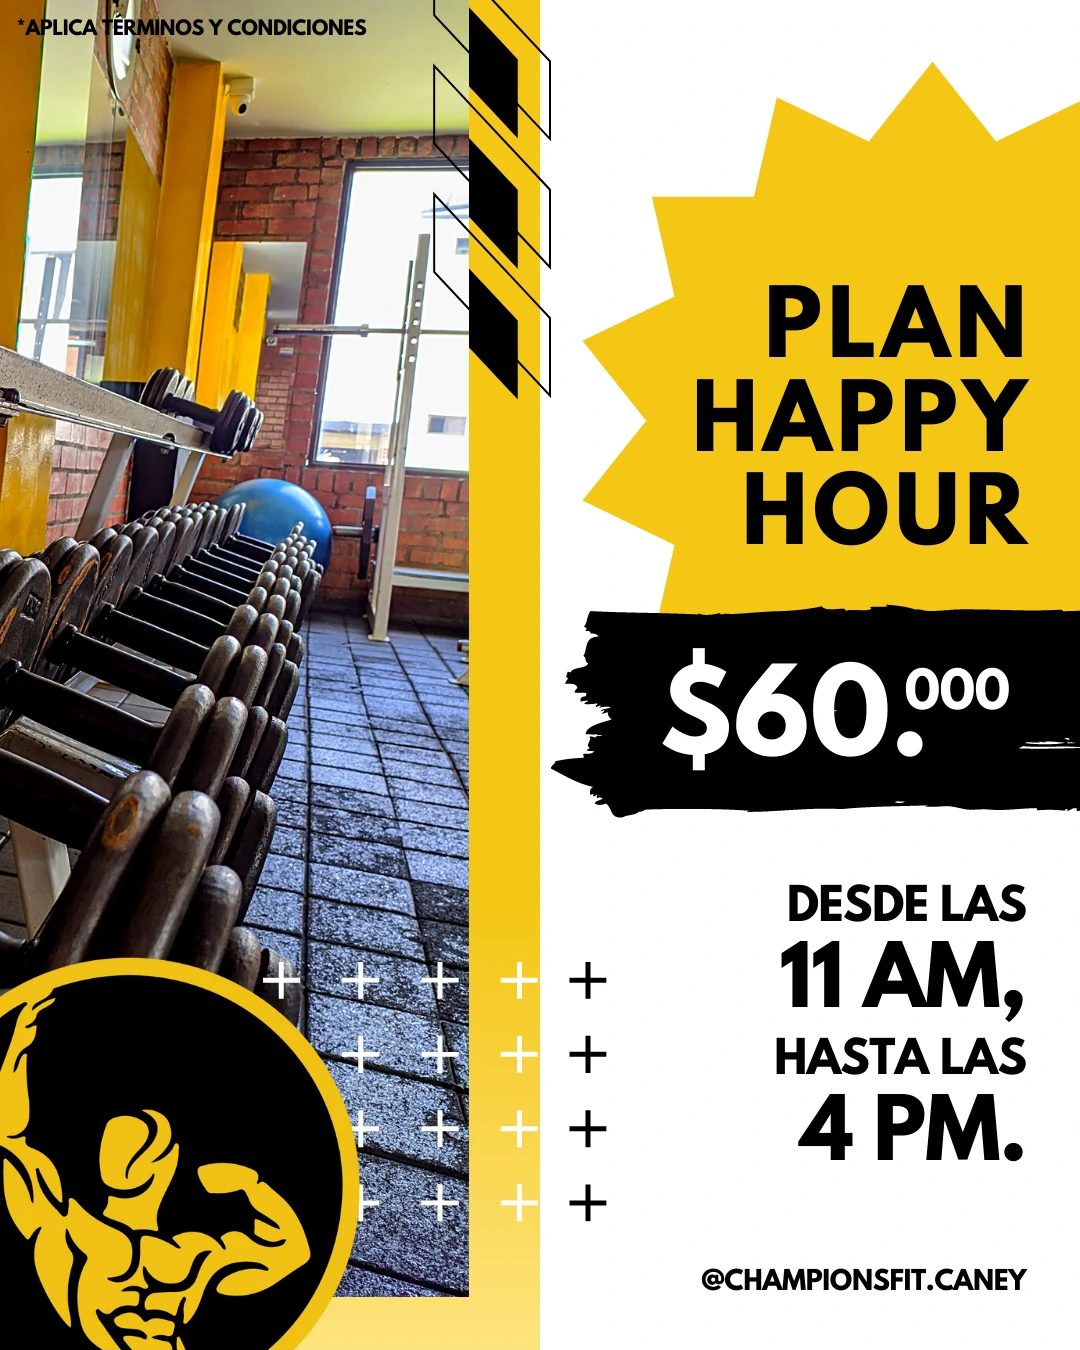 *APLICA TÉRMINOS Y CONDICIONES
PLAN
HAPPY
HOUR
$60.000
DESDE LAS
11 AM,
HASTA LAS
4 PM.
@CHAMPIONSFIT.CANEY